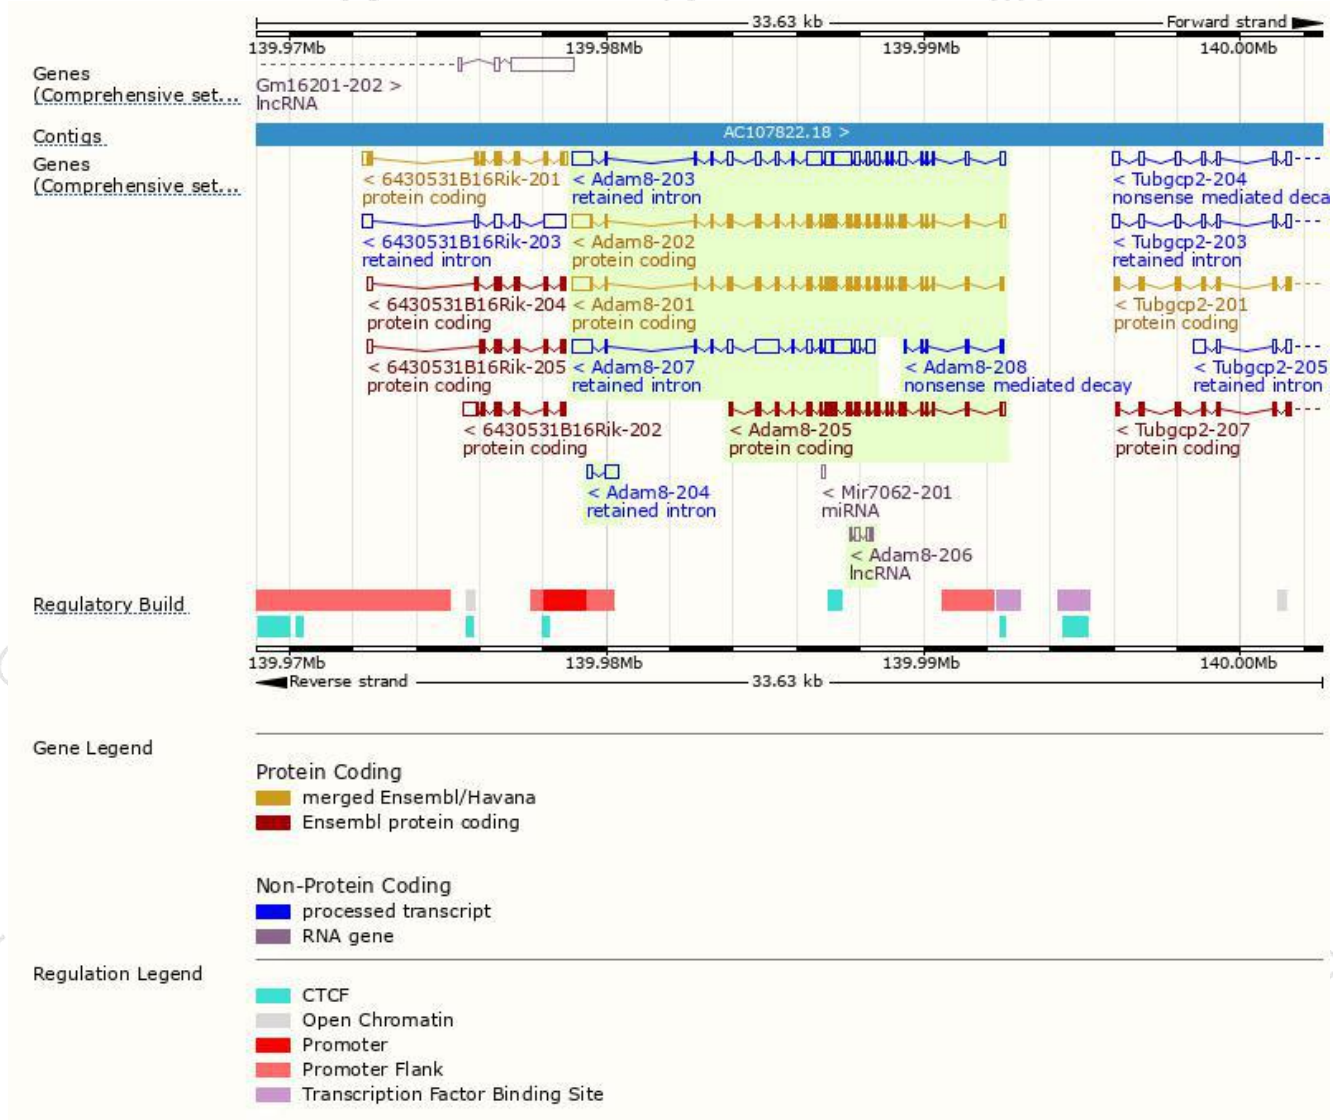 33.63 kb
Forward strand
139.97Mb 139.98Mb 139.99Mb 140.00Mb
Genes
(Comprehensive set...
Gm16201-202 >
lncRNA
Contigs
AC107822.18 >
Genes
(Comprehensive set...
< 6430531B16Rik-201 < Adam8-203 < Tubgcp2-204
protein coding retained intron nonsense mediated deca
< 6430531B16Rik-203 < Adam8-202 < Tubgcp2-203
retained intron protein coding retained intron
< 6430531B16Rik-204 < Adam8-201 < Tubgcp2-201
protein coding protein coding protein coding
< 6430531B16Rik-205 < Adam8-207 < Adam8-208 < Tubgcp2-205
protein coding retained intron nonsense mediated decay retained intron
< 6430531B16Rik-202 < Adam8-205 < Tubgcp2-207
protein coding protein coding protein coding
< Adam8-204 < Mir7062-201
retained intron miRNA
< Adam8-206
lncRNA
Regulatory Build
139.97Mb 139.98Mb 139.99Mb 140.00Mb
Reverse strand 33.63 kb
Gene Legend
Protein Coding
merged Ensembl/Havana
Ensembl protein coding
Non-Protein Coding
processed transcript
RNA gene
Regulation Legend
CTCF
Open Chromatin
Promoter
Promoter Flank
Transcription Factor Binding Site